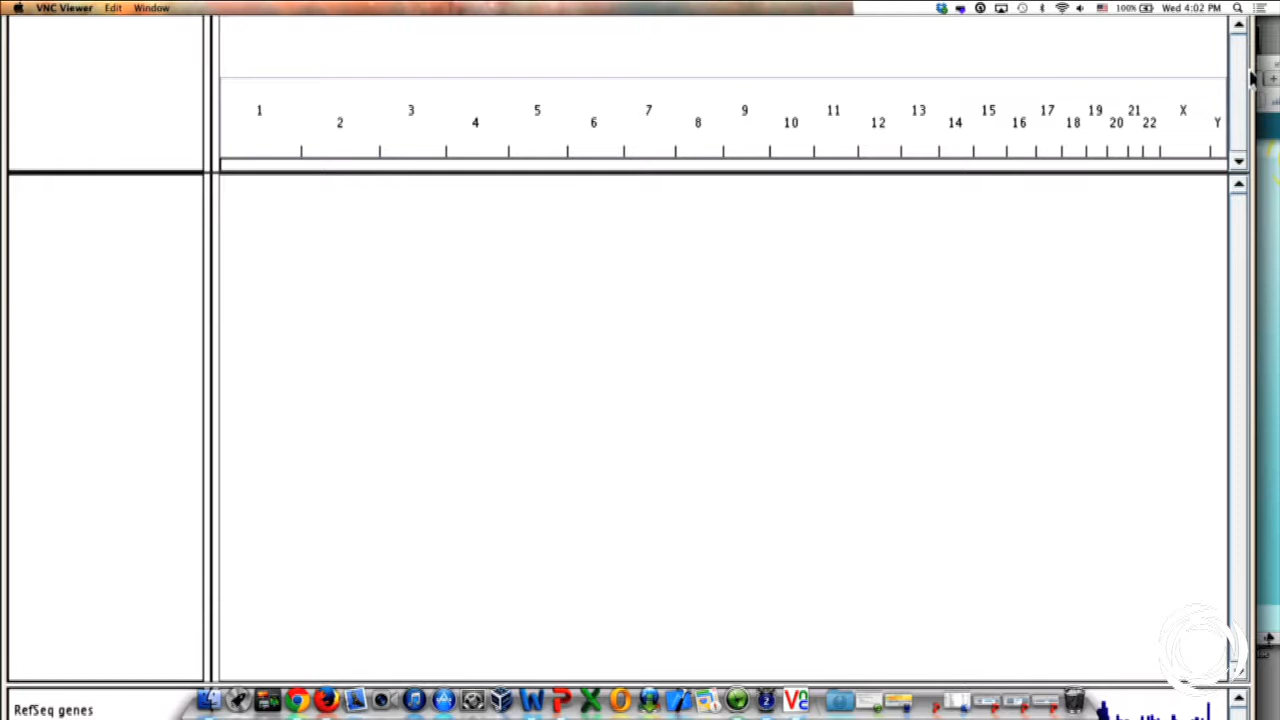 VNC Viewer Edit Window 100% Wed 4:02 PM
1 3 5 7 9 11 13 15 17 19 21 X
2 4 6 8 10 12 14 16 18 20 22 Y
RefSeq genes